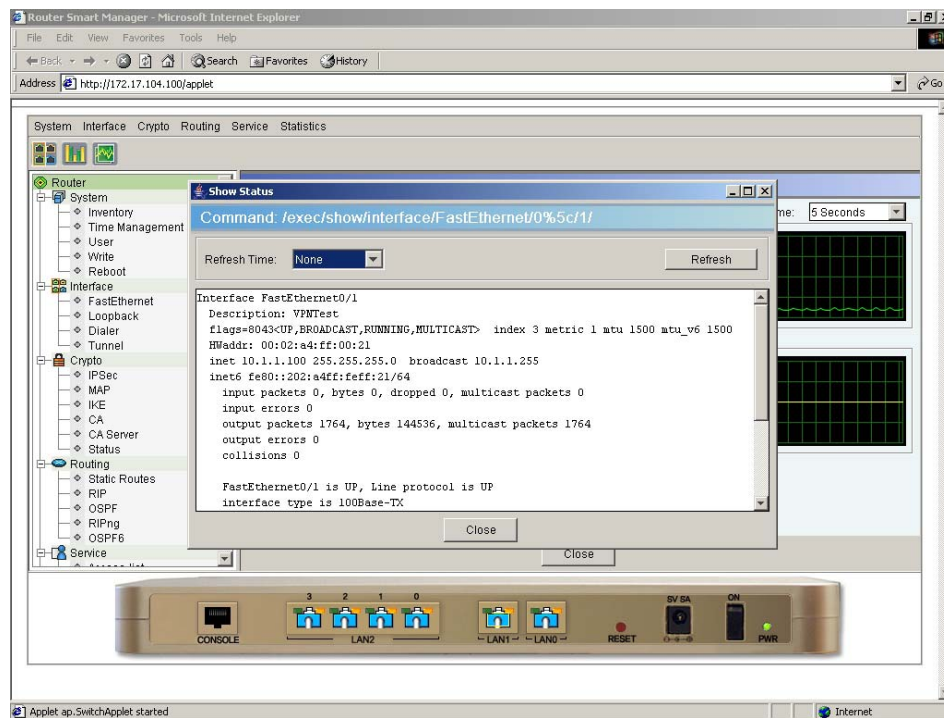 Router Smart Manager - Microsoft Internet Explorer
File Edit View Favorites Tools Help
Back Search Favorites History
Address http://172.17.104.100/applet Go
System Interface Crypto Routing Service Statistics
Router
System
Inventory
Time Management
User
Write
Reboot
Interface
FastEthernet
Loopback
Dialer
Tunnel
Crypto
IPSec
MAP
IKE
CA
CA Server
Status
Routing
Static Routes
RIP
OSPF
RIPng
OSPF6
Service
me: 5 Seconds
Show Status
Command: /exec/show/interface/FastEthernet/0%5c/1/
Refresh Time: None Refresh
Interface FastEthernet0/1
Description: VPNTest
flags=8043<UP,BROADCAST,RUNNING,MULTICAST> index 3 metric 1 mtu 1500 mtu_v6 1500
HWaddr: 00:02:a4:ff:00:21
inet 10.1.1.100 255.255.255.0 broadcast 10.1.1.255
inet6 fe80::202:a4ff:feff:21/64
input packets 0, bytes 0, dropped 0, multicast packets 0
input errors 0
output packets 1764, bytes 144536, multicast packets 1764
output errors 0
collisions 0
FastEthernet0/1 is UP, Line protocol is UP
interface type is 100Base-TX
Close
Close
3 2 1 0
5V 5A ON
CONSOLE LAN2 LAN1 LAN0 RESET PWR
Applet ap.SwitchApplet started Internet